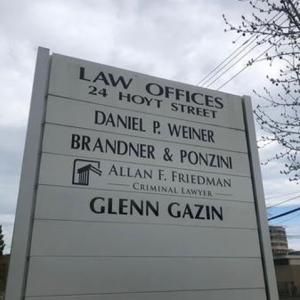 LAW OFFICES
24 HOYT STREET
DANIEL P. WEINER
BRANDNER & PONZINI
ALLAN F. FRIEDMAN
CRIMINAL LAWYER
GLENN GAZIN